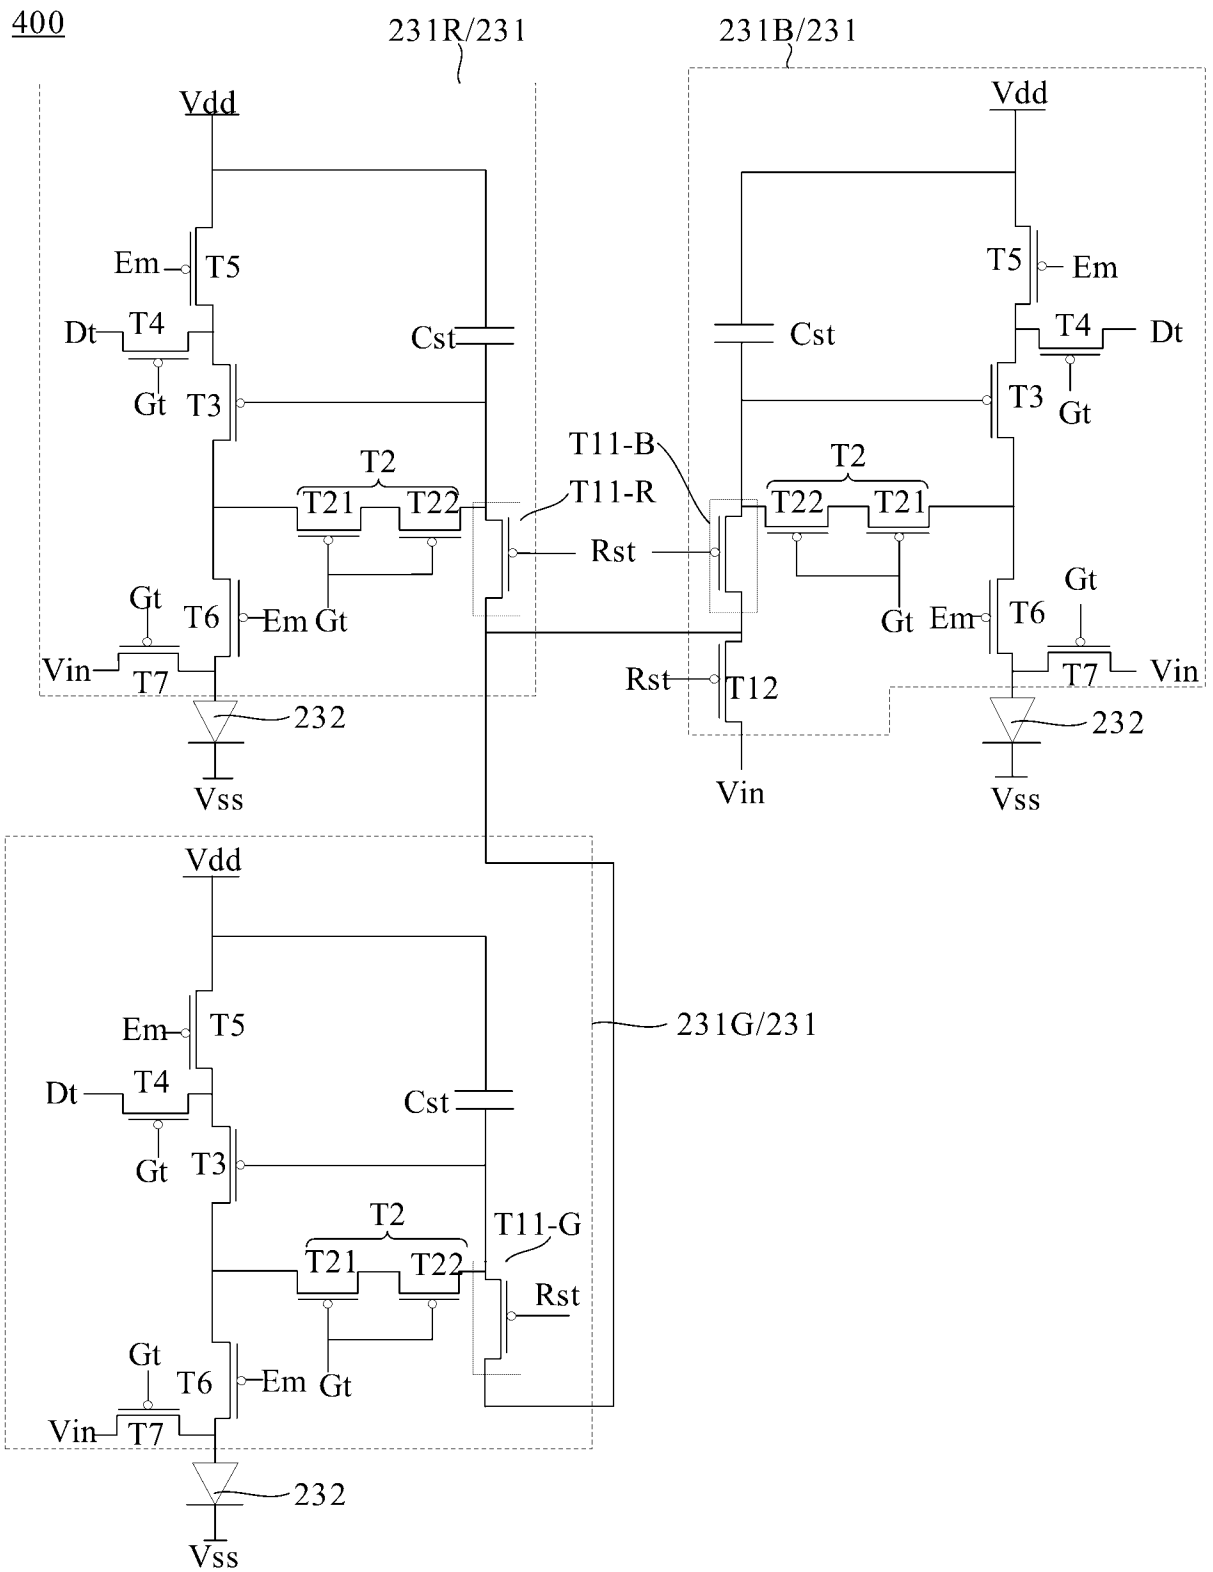 400
231R/231
231B/231
Vdd
Em
T5
Dt
T4
Gt
T3
Cst
T2
T21
T22
T11-R
Gt
T6
Em
Gt
Vin
T7
232
Vss
Rst
Vdd
T5
Em
Cst
T4
Dt
T3
Gt
T11-B
T2
T22
T21
Gt
Em
T6
Gt
Rst
T12
T7
Vin
Vin
232
Vss
Vdd
Em
T5
231G/231
Dt
T4
Cst
Gt
T3
T2
T11-G
T21
T22
Rst
Gt
T6
Em
Gt
Vin
T7
232
Vss